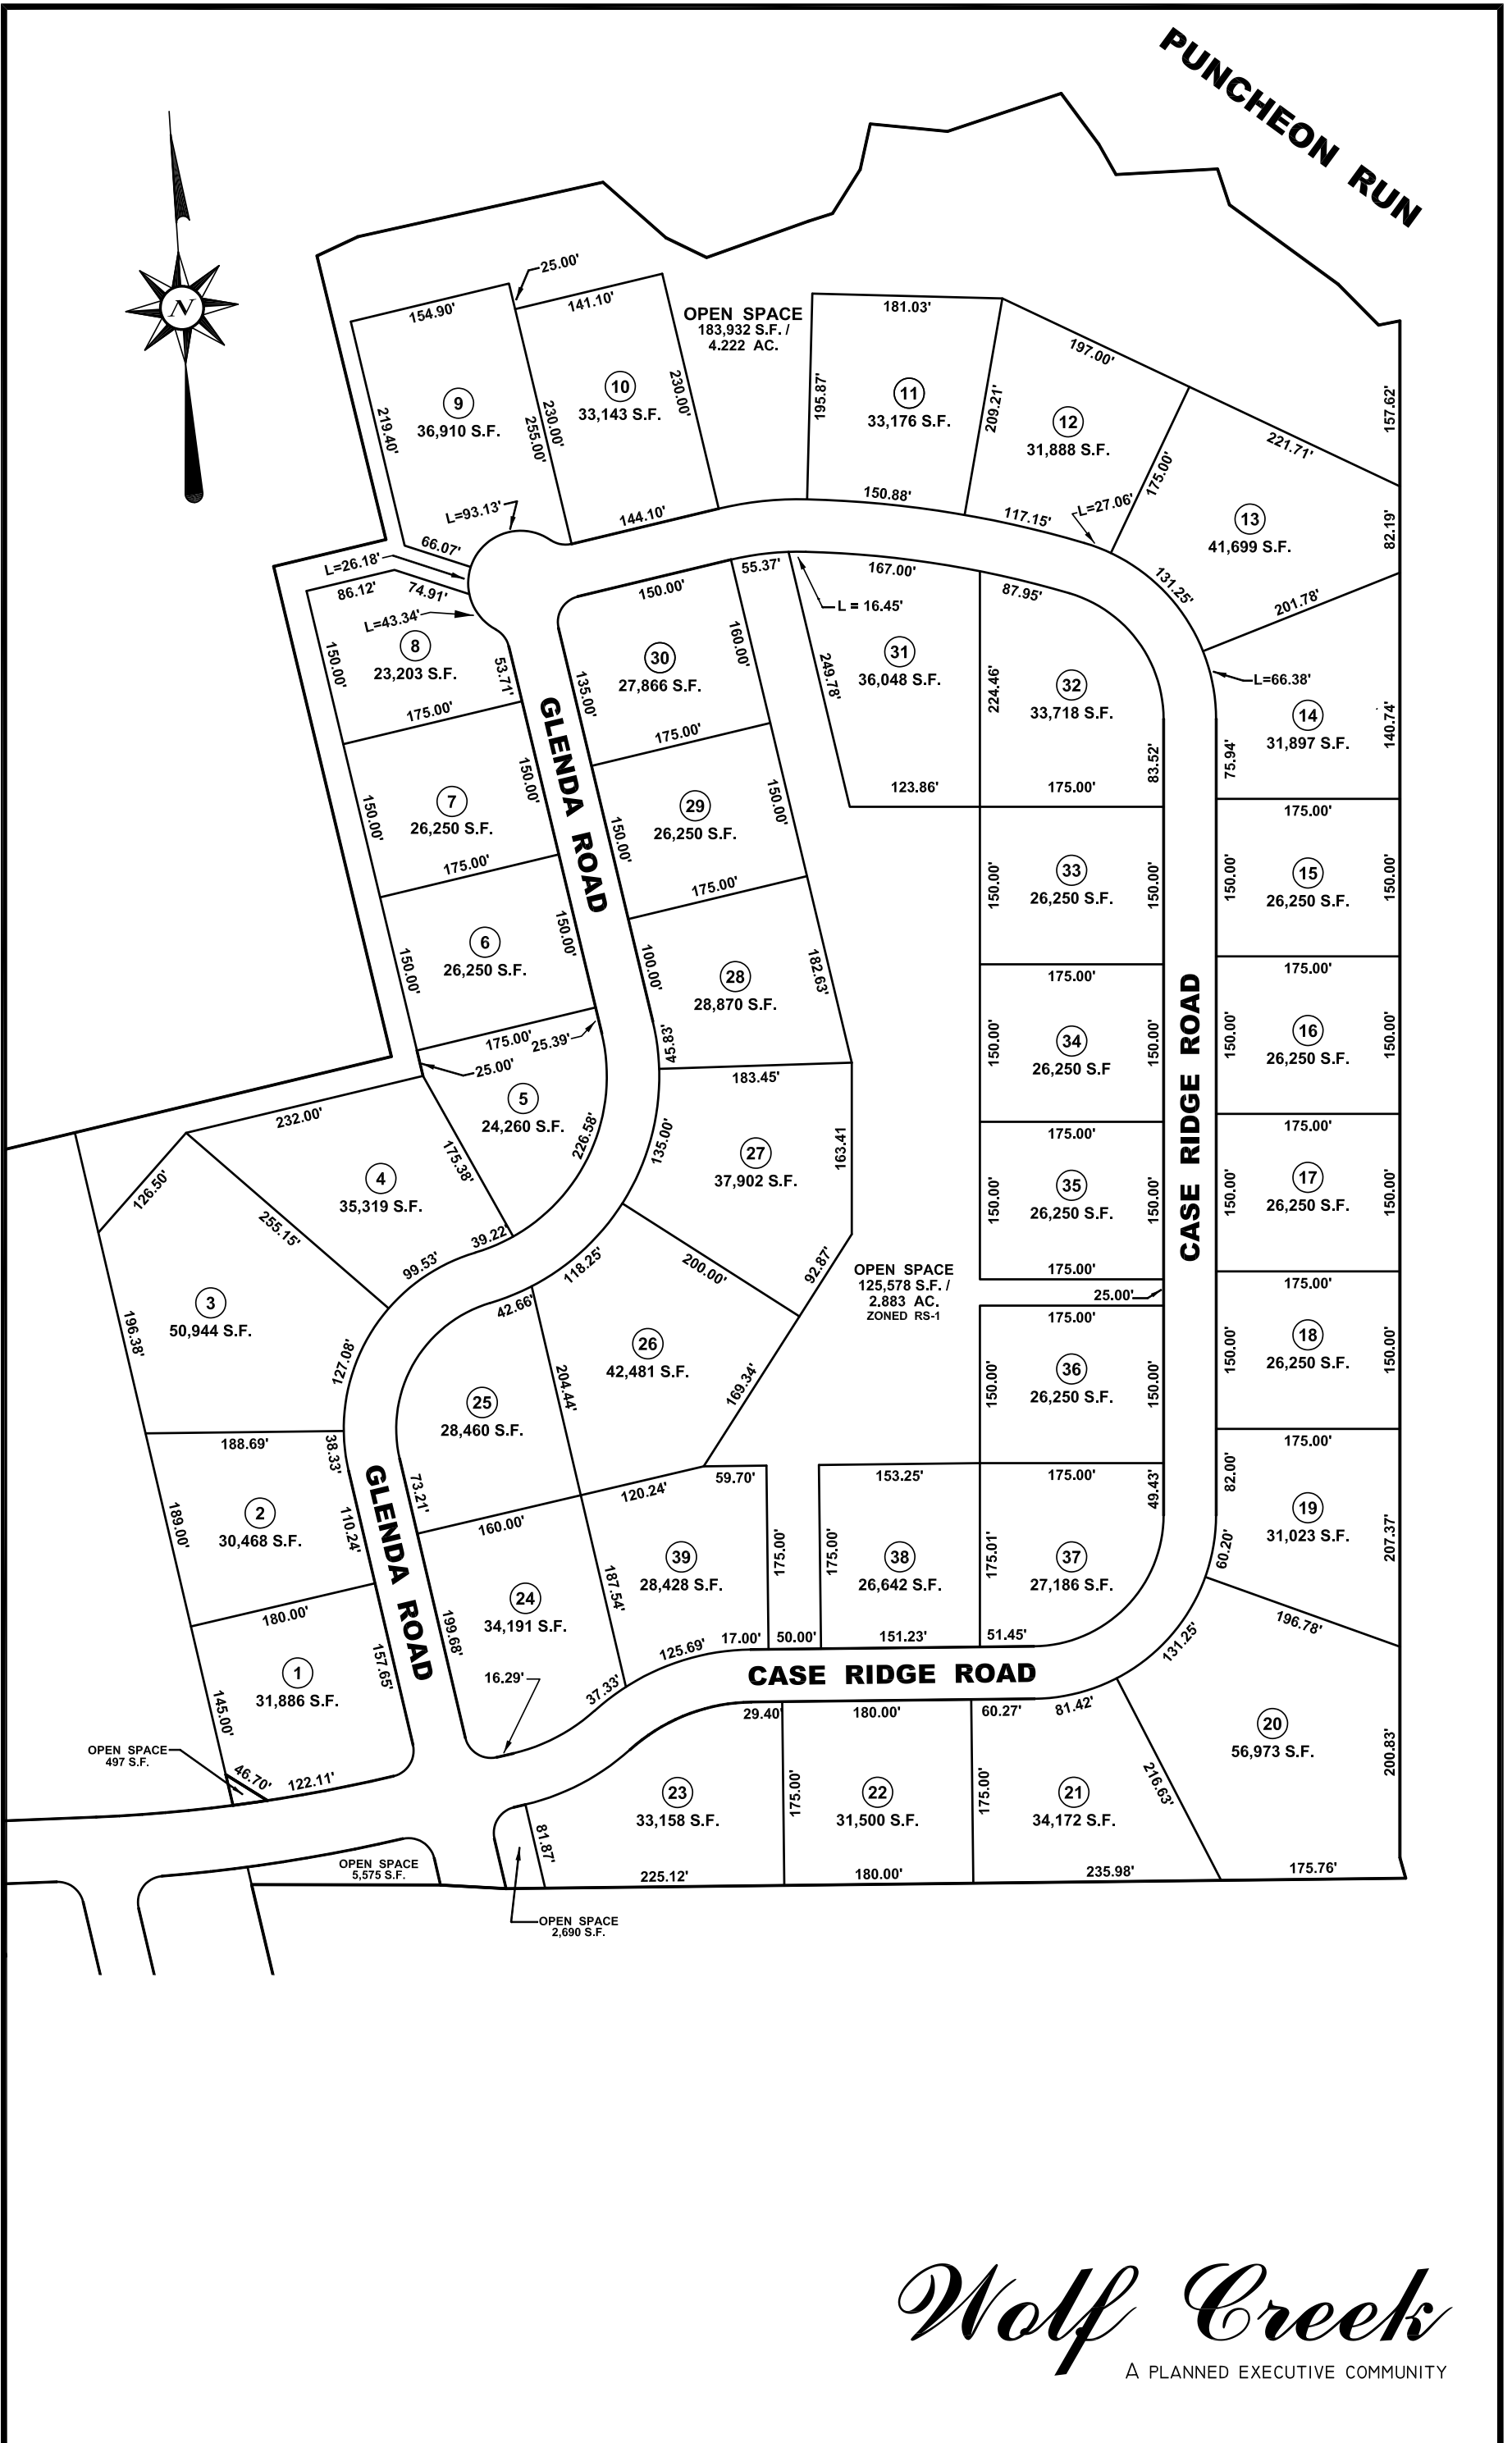 PUNCHEON RUN
N
25.00'
154.90'
141.10'
OPEN SPACE
183,932 S.F. /
4.222 AC.
181.03'
197.00'
9
36,910 S.F.
219.40'
10
33,143 S.F.
230.00'
255.00'
230.00'
195.87'
11
33,176 S.F.
209.21'
12
31,888 S.F.
157.62'
221.71'
175.00'
L=93.13'
144.10'
150.88'
117.15'
L=27.06'
13
41,699 S.F.
82.19'
66.07'
L=26.18'
86.12'
74.91'
L=43.34'
150.00'
55.37'
167.00'
L = 16.45'
87.95'
131.25'
201.78'
150.00'
8
23,203 S.F.
53.71'
175.00'
135.00'
30
27,866 S.F.
160.00'
175.00'
249.78'
31
36,048 S.F.
224.46'
32
33,718 S.F.
L=66.38'
14
31,897 S.F.
140.74'
83.52'
75.94'
123.86'
175.00'
175.00'
GLENDA ROAD
150.00'
7
26,250 S.F.
150.00'
175.00'
150.00'
29
26,250 S.F.
150.00'
175.00'
150.00'
33
26,250 S.F.
150.00'
175.00'
150.00'
15
26,250 S.F.
150.00'
175.00'
150.00'
6
26,250 S.F.
150.00'
175.00'
25.39'
25.00'
100.00'
45.83'
28
28,870 S.F.
182.63'
183.45'
150.00'
34
26,250 S.F
150.00'
175.00'
CASE RIDGE ROAD
150.00'
16
26,250 S.F.
150.00'
175.00'
232.00'
5
24,260 S.F.
226.58'
175.38'
135.00'
27
37,902 S.F.
163.41
92.87'
150.00'
35
26,250 S.F.
150.00'
175.00'
150.00'
17
26,250 S.F.
150.00'
175.00'
126.50'
4
35,319 S.F.
255.15'
39.22'
99.53'
118.25'
200.00'
OPEN SPACE
125,578 S.F. /
2.883 AC.
ZONED RS-1
25.00'
175.00'
3
50,944 S.F.
196.38'
127.08'
42.66'
26
42,481 S.F.
204.44'
169.34'
150.00'
36
26,250 S.F.
150.00'
150.00'
18
26,250 S.F.
150.00'
175.00'
188.69'
38.33'
25
28,460 S.F.
73.21'
160.00'
120.24'
59.70'
153.25'
175.00'
49.43'
82.00'
189.00'
2
30,468 S.F.
110.24'
180.00'
GLENDA ROAD
187.54'
39
28,428 S.F.
175.00'
175.00'
38
26,642 S.F.
175.01'
37
27,186 S.F.
60.20'
19
31,023 S.F.
207.37'
196.78'
24
34,191 S.F.
199.68'
16.29'
37.33'
125.69'
17.00'
50.00'
151.23'
51.45'
131.25'
CASE RIDGE ROAD
145.00'
1
31,886 S.F.
157.65'
29.40'
180.00'
60.27'
81.42'
20
56,973 S.F.
200.83'
OPEN SPACE
497 S.F.
46.70'
122.11'
23
33,158 S.F.
175.00'
22
31,500 S.F.
175.00'
21
34,172 S.F.
216.63'
81.87'
OPEN SPACE
5,575 S.F.
225.12'
180.00'
235.98'
175.76'
OPEN SPACE
2,690 S.F.
Wolf Creek
A PLANNED EXECUTIVE COMMUNITY